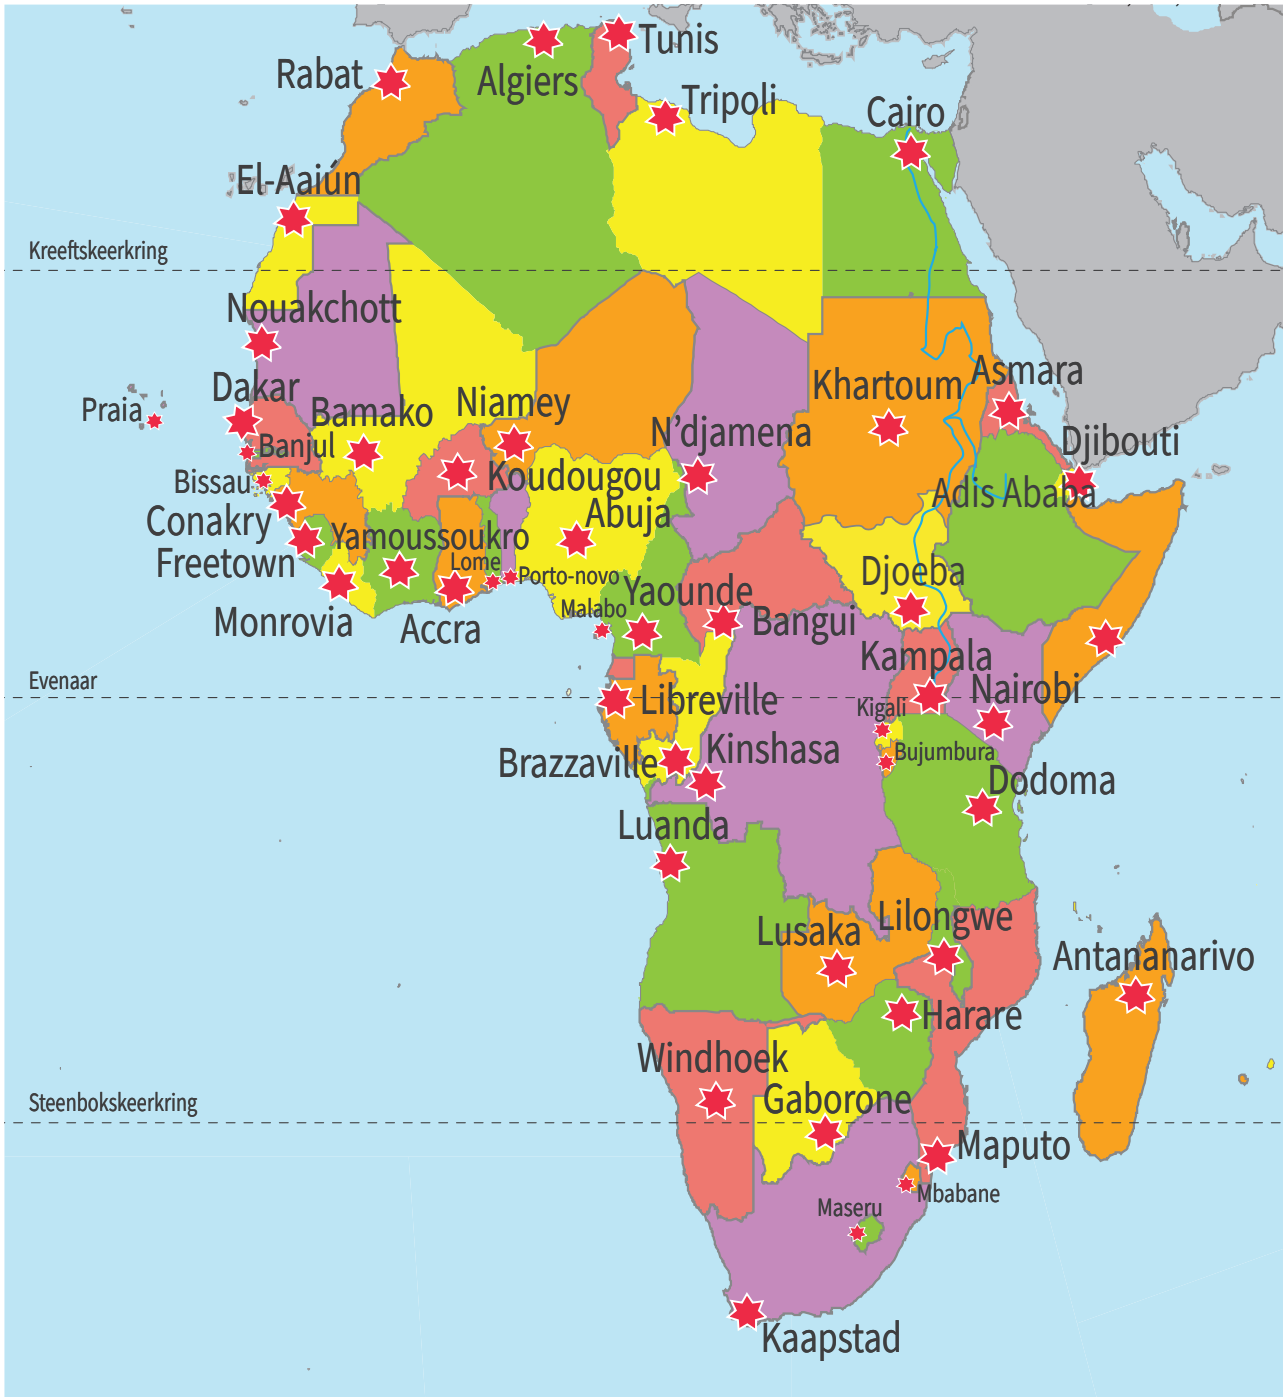 Tunis
Rabat
Algiers
Tripoli
Cairo
El-Aaiún
Kreeftskeerkring
Nouakchott
Asmara
Khartoum
Dakar
Praia
Bamako
Niamey
N'djamena
Djibouti
Banjul
Bissau
Koudougou
Adis Ababa
Conakry
Abuja
Yamoussoukro
Freetown
Lome
Porto-novo
Djoeba
Yaounde
Malabo
Monrovia
Accra
Bangui
Kampala
Evenaar
Nairobi
Libreville
Kigali
Kinshasa
Bujumbura
Brazzaville
Dodoma
Luanda
Lilongwe
Lusaka
Antananarivo
Harare
Windhoek
Gaborone
Steenbokskeerkring
Maputo
Mbabane
Maseru
Kaapstad